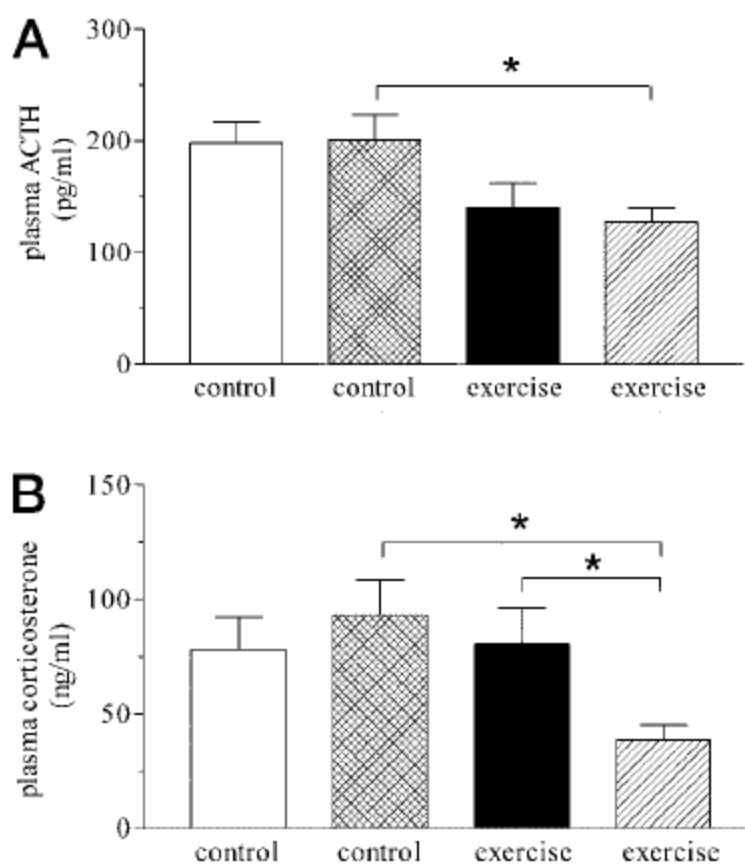 A
300
*
200
plasma ACTH
(pg/ml)
100
0
control control exercise exercise
B
150
*
*
100
plasma corticosterone
(ng/ml)
50
0
control control exercise exercise